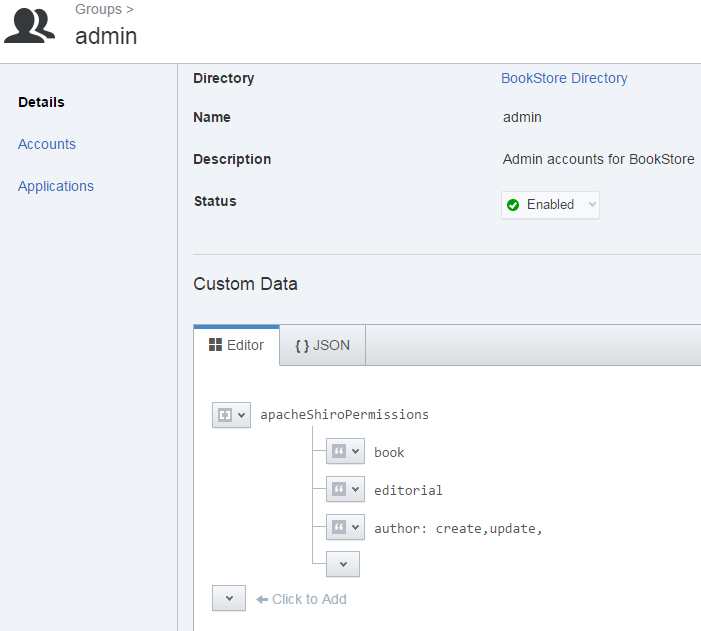 Groups >
admin
Details
Accounts
Applications
Directory BookStore Directory
Name admin
Description Admin accounts for BookStore
Status Enabled
Custom Data
Editor { } JSON
apacheShiroPermissions
book
editorial
author: create,update,
Click to Add